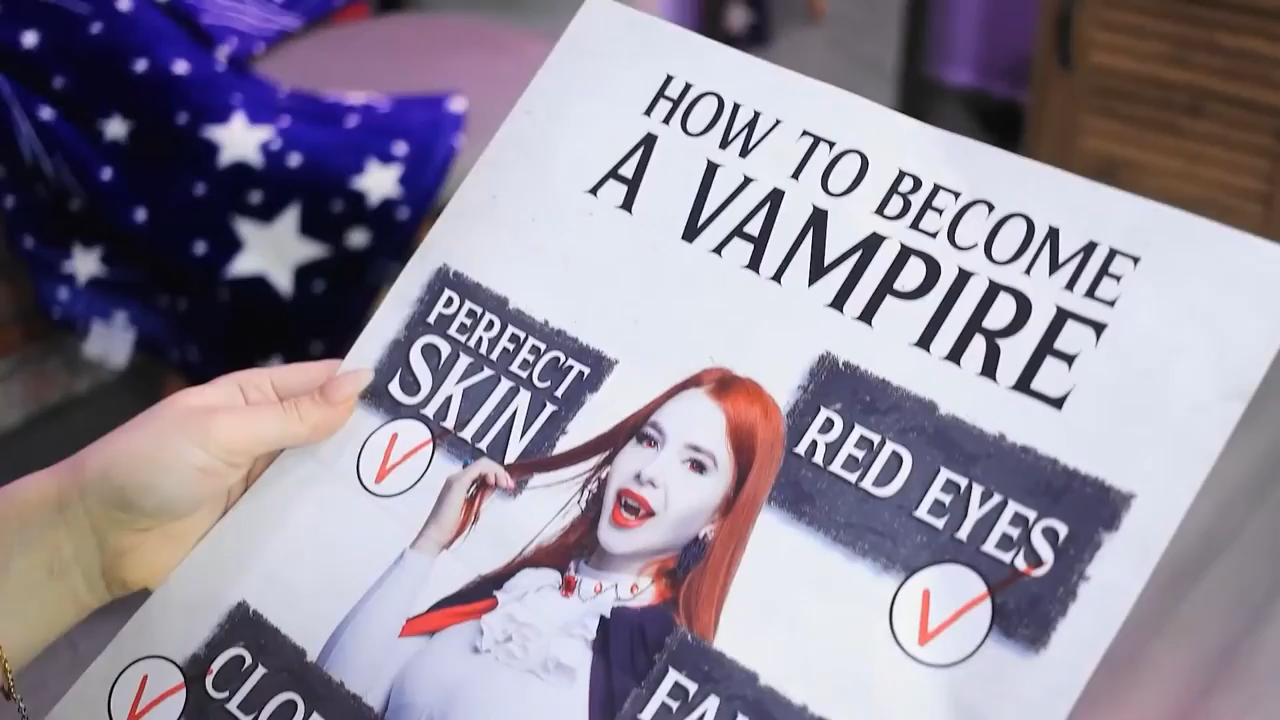 HOW TO BECOME
A VAMPIRE
PERFECT
SKIN
RED EYES